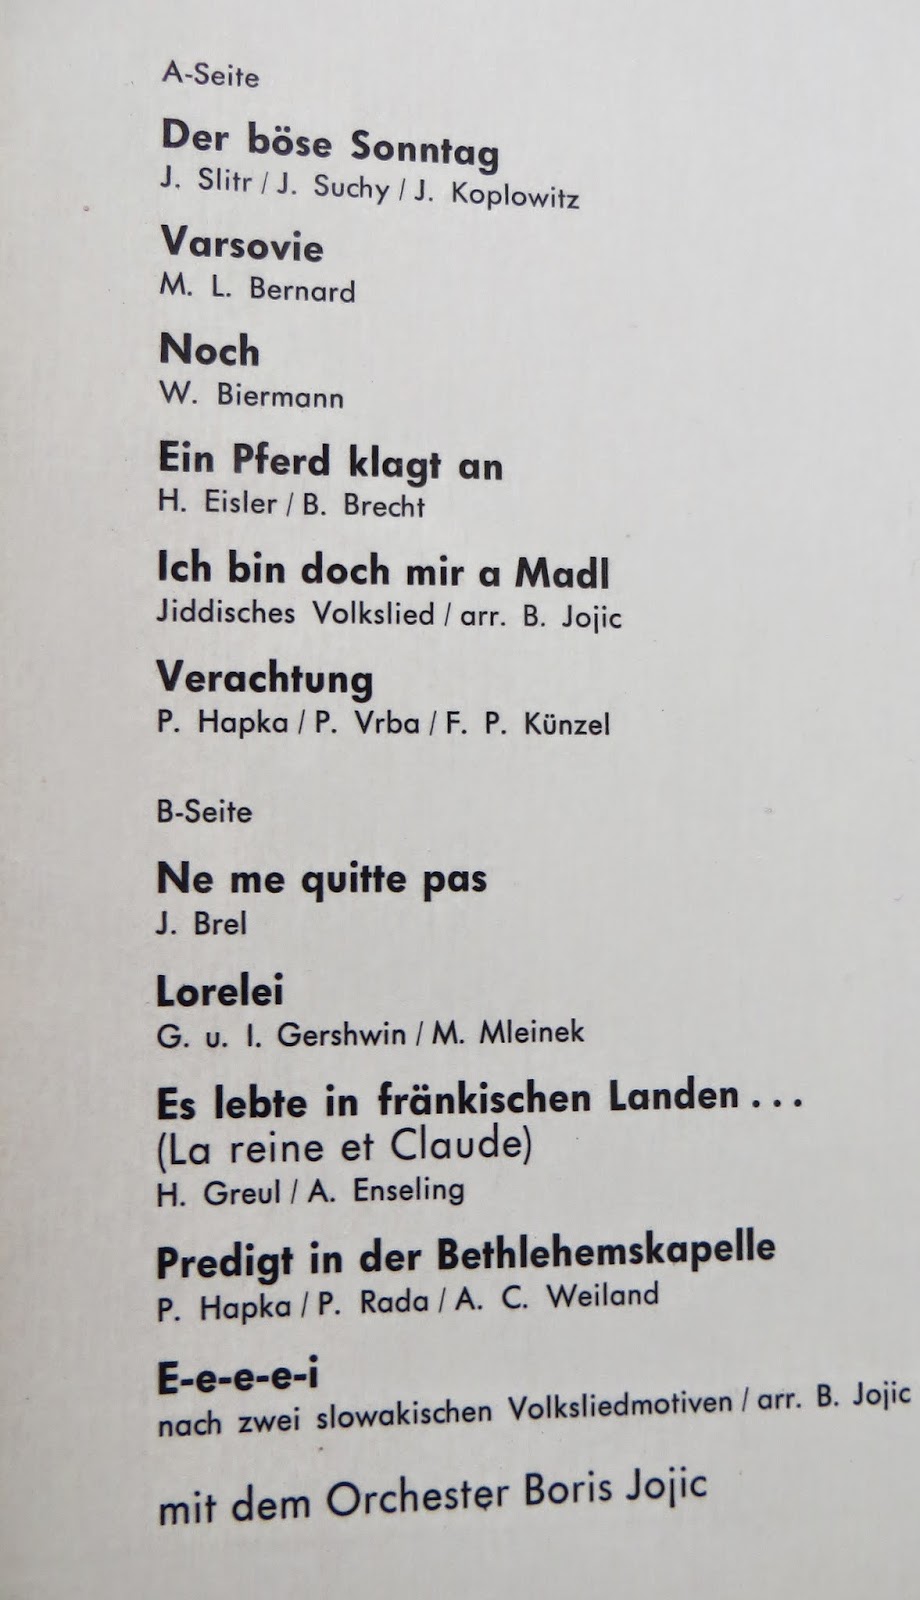 A-Seite
Der böse Sonntag
J. Slitr / J. Suchy / J. Koplowitz
Varsovie
M. L. Bernard
Noch
W. Biermann
Ein Pferd klagt an
H. Eisler / B. Brecht
Ich bin doch mir a Madl
Jiddisches Volkslied / arr. B. Jojic
Verachtung
P. Hapka / P. Vrba / F. P. Künzel
B-Seite
Ne me quitte pas
J. Brel
Lorelei
G. u. I. Gershwin / M. Mleinek
Es lebte in fränkischen Landen . . .
(La reine et Claude)
H. Greul / A. Enseling
Predigt in der Bethlehemskapelle
P. Hapka / P. Rada / A. C. Weiland
E-e-e-e-i
nach zwei slowakischen Volksliedmotiven / arr. B. Jojic
mit dem Orchester Boris Jojic